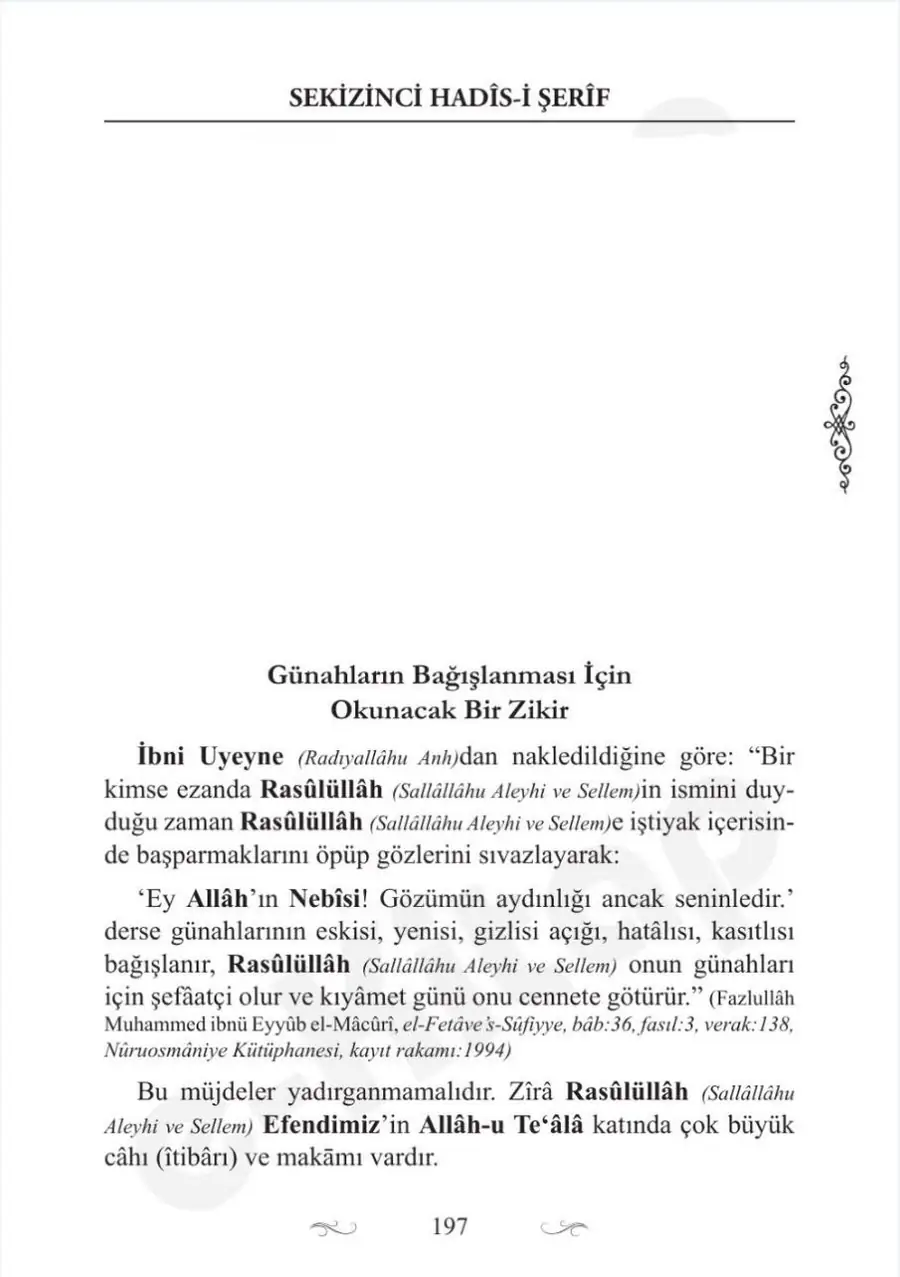 SEKİZİNCİ HADÎS-İ ŞERÎF
Günahların Bağışlanması İçin
Okunacak Bir Zikir
İbni Uyeyne (Radıyallâhu Anh)dan nakledildiğine göre: “Bir
kimse ezanda Rasûlüllâh (Sallâllâhu Aleyhi ve Sellem)in ismini duy-
duğu zaman Rasûlüllâh (Sallâllâhu Aleyhi ve Sellem)e iştiyak içerisin-
de başparmaklarını öpüp gözlerini sıvazlayarak:
‘Ey Allâh’ın Nebîsi! Gözümün aydınlığı ancak seninledir.’
derse günahlarının eskisi, yenisi, gizlisi açığı, hatâlısı, kasıtlısı
bağışlanır, Rasûlüllâh (Sallâllâhu Aleyhi ve Sellem) onun günahları
için şefâatçi olur ve kıyâmet günü onu cennete götürür.” (Fazlullâh
Muhammed ibnü Eyyûb el-Mâcûrî, el-Fetâve’s-Sûfiyye, bâb:36, fasıl:3, verak:138,
Nûruosmâniye Kütüphanesi, kayıt rakamı:1994)
Bu müjdeler yadırganmamalıdır. Zîrâ Rasûlüllâh (Sallâllâhu
Aleyhi ve Sellem) Efendimiz’in Allâh-u Te‘âlâ katında çok büyük
câhı (îtibârı) ve makāmı vardır.
197